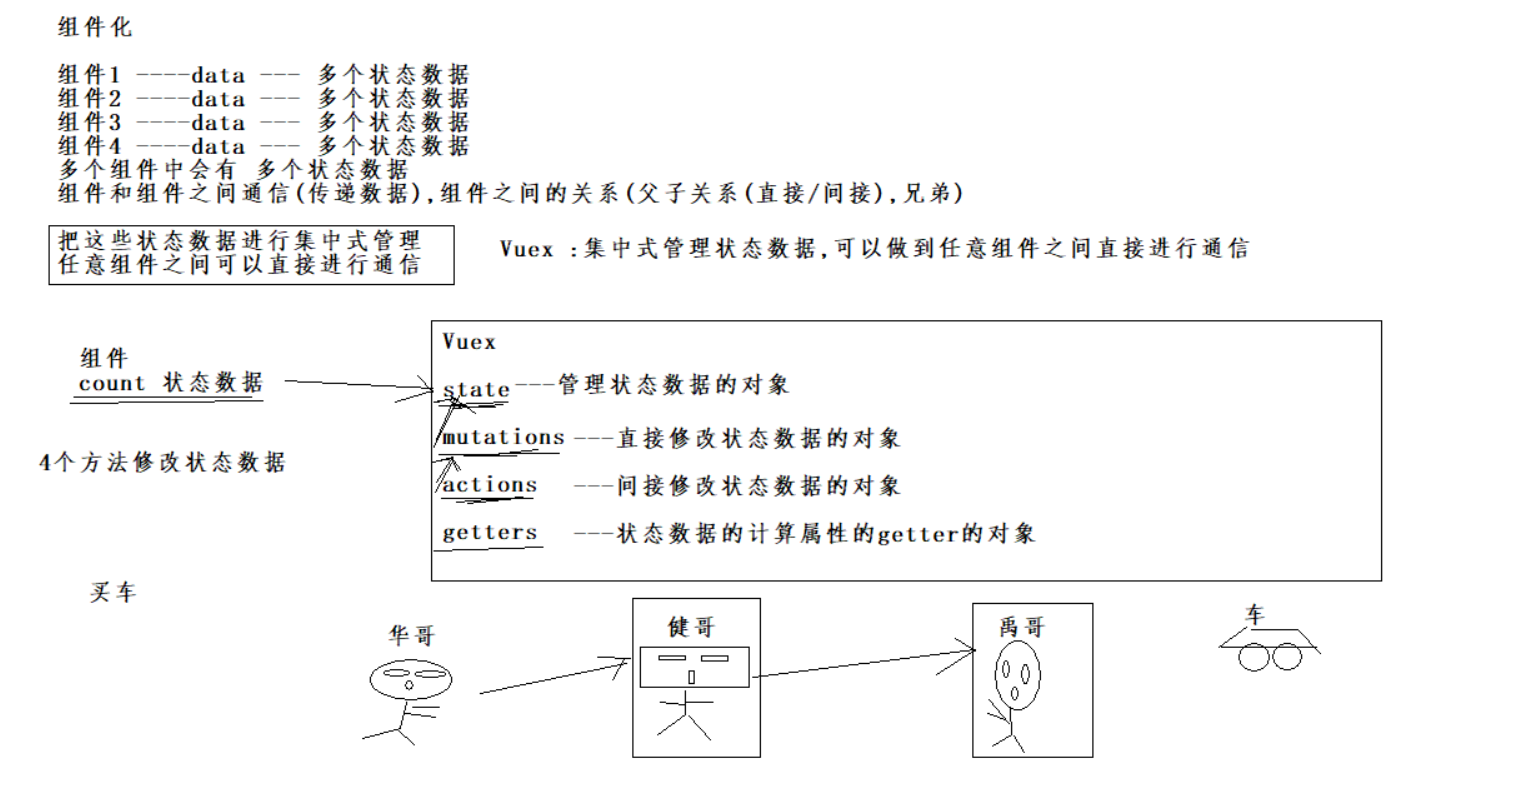 组件化
组件1 ----data --- 多个状态数据
组件2 ----data --- 多个状态数据
组件3 ----data --- 多个状态数据
组件4 ----data --- 多个状态数据
多个组件中会有 多个状态数据
组件和组件之间通信(传递数据),组件之间的关系(父子关系(直接/间接),兄弟)
把这些状态数据进行集中式管理
任意组件之间可以直接进行通信
Vuex :集中式管理状态数据,可以做到任意组件之间直接进行通信
组件
count 状态数据
4个方法修改状态数据
Vuex
state---管理状态数据的对象
mutations ---直接修改状态数据的对象
actions ---间接修改状态数据的对象
getters ---状态数据的计算属性的getter的对象
买车
华哥
健哥
禹哥
车